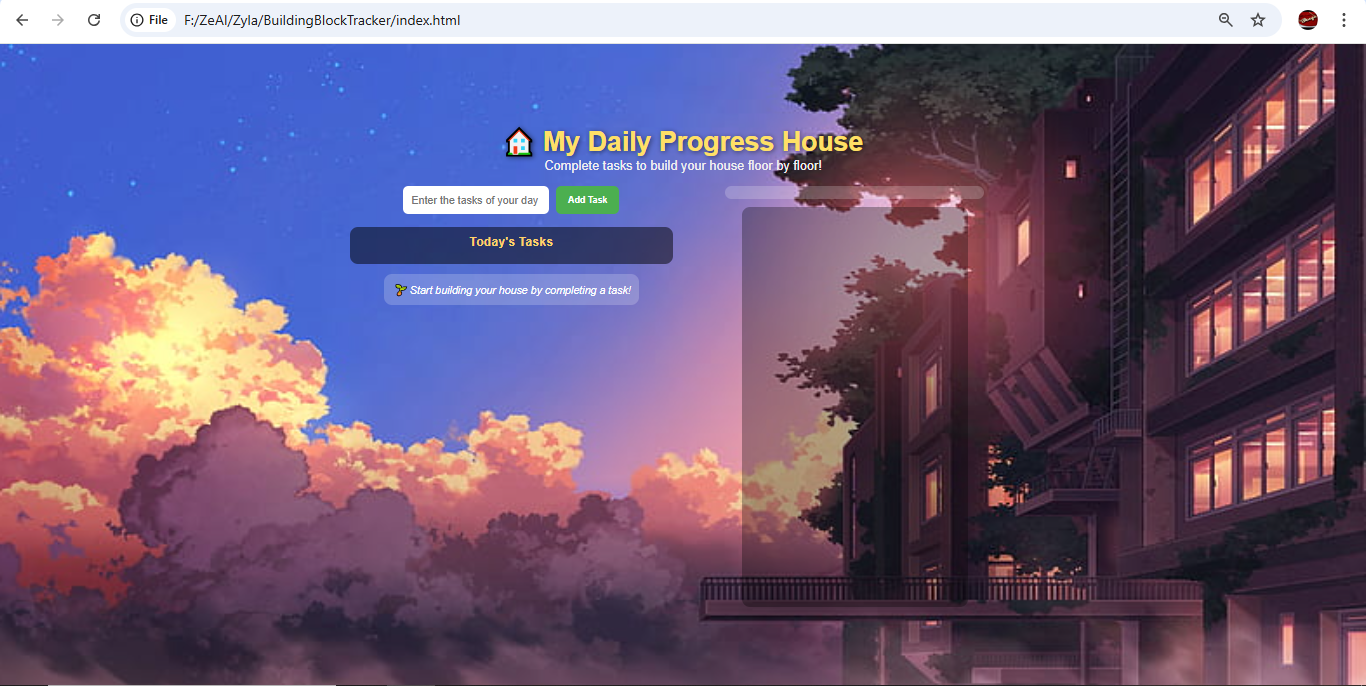 File
F:/ZeAI/Zyla/BuildingBlockTracker/index.html
My Daily Progress House
Complete tasks to build your house floor by floor!
Enter the tasks of your day
Add Task
Today's Tasks
Start building your house by completing a task!